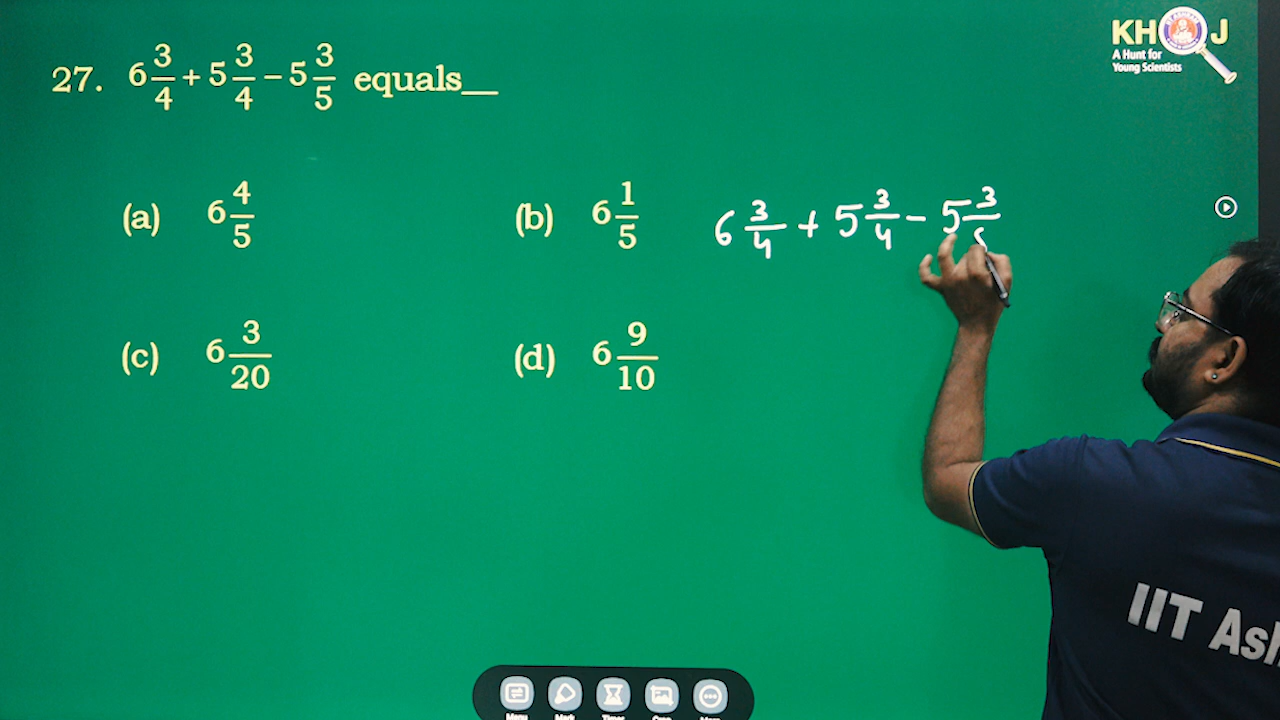 27. 6 3/4 + 5 3/4 − 5 3/5 equals__
(a) 6 4/5
(b) 6 1/5
(c) 6 3/20
(d) 6 9/10
6 3/4 + 5 3/4 − 5 3/
KHOJ
A Hunt for
Young Scientists
IIT Ash
Menu
More